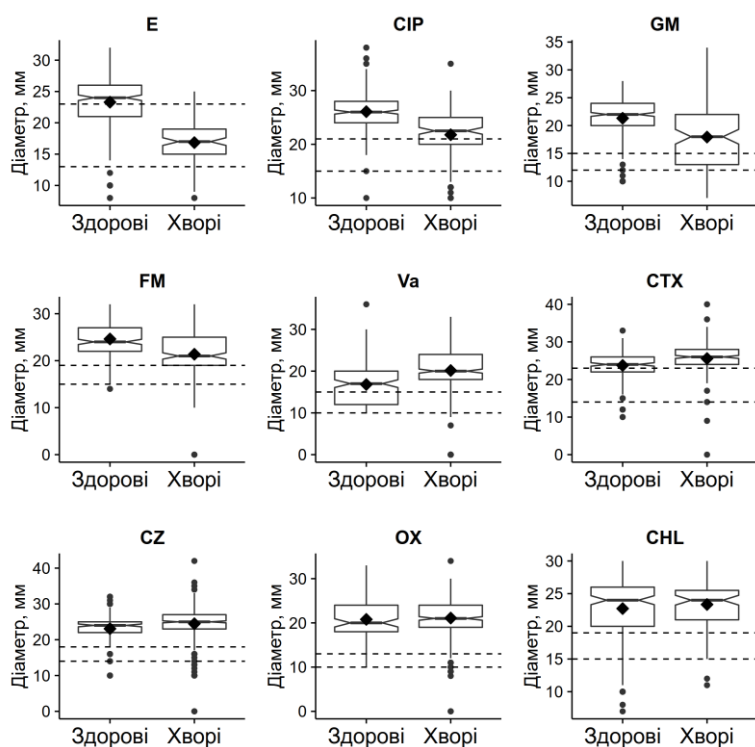 E
Діаметр, мм
30
25
20
15
10
Здорові Хворі
CIP
Діаметр, мм
30
20
10
Здорові Хворі
GM
Діаметр, мм
35
30
25
20
15
10
Здорові Хворі
FM
Діаметр, мм
30
20
10
0
Здорові Хворі
Va
Діаметр, мм
30
20
10
0
Здорові Хворі
CTX
Діаметр, мм
40
30
20
10
0
Здорові Хворі
CZ
Діаметр, мм
40
30
20
10
0
Здорові Хворі
OX
Діаметр, мм
30
20
10
0
Здорові Хворі
CHL
Діаметр, мм
30
25
20
15
10
Здорові Хворі